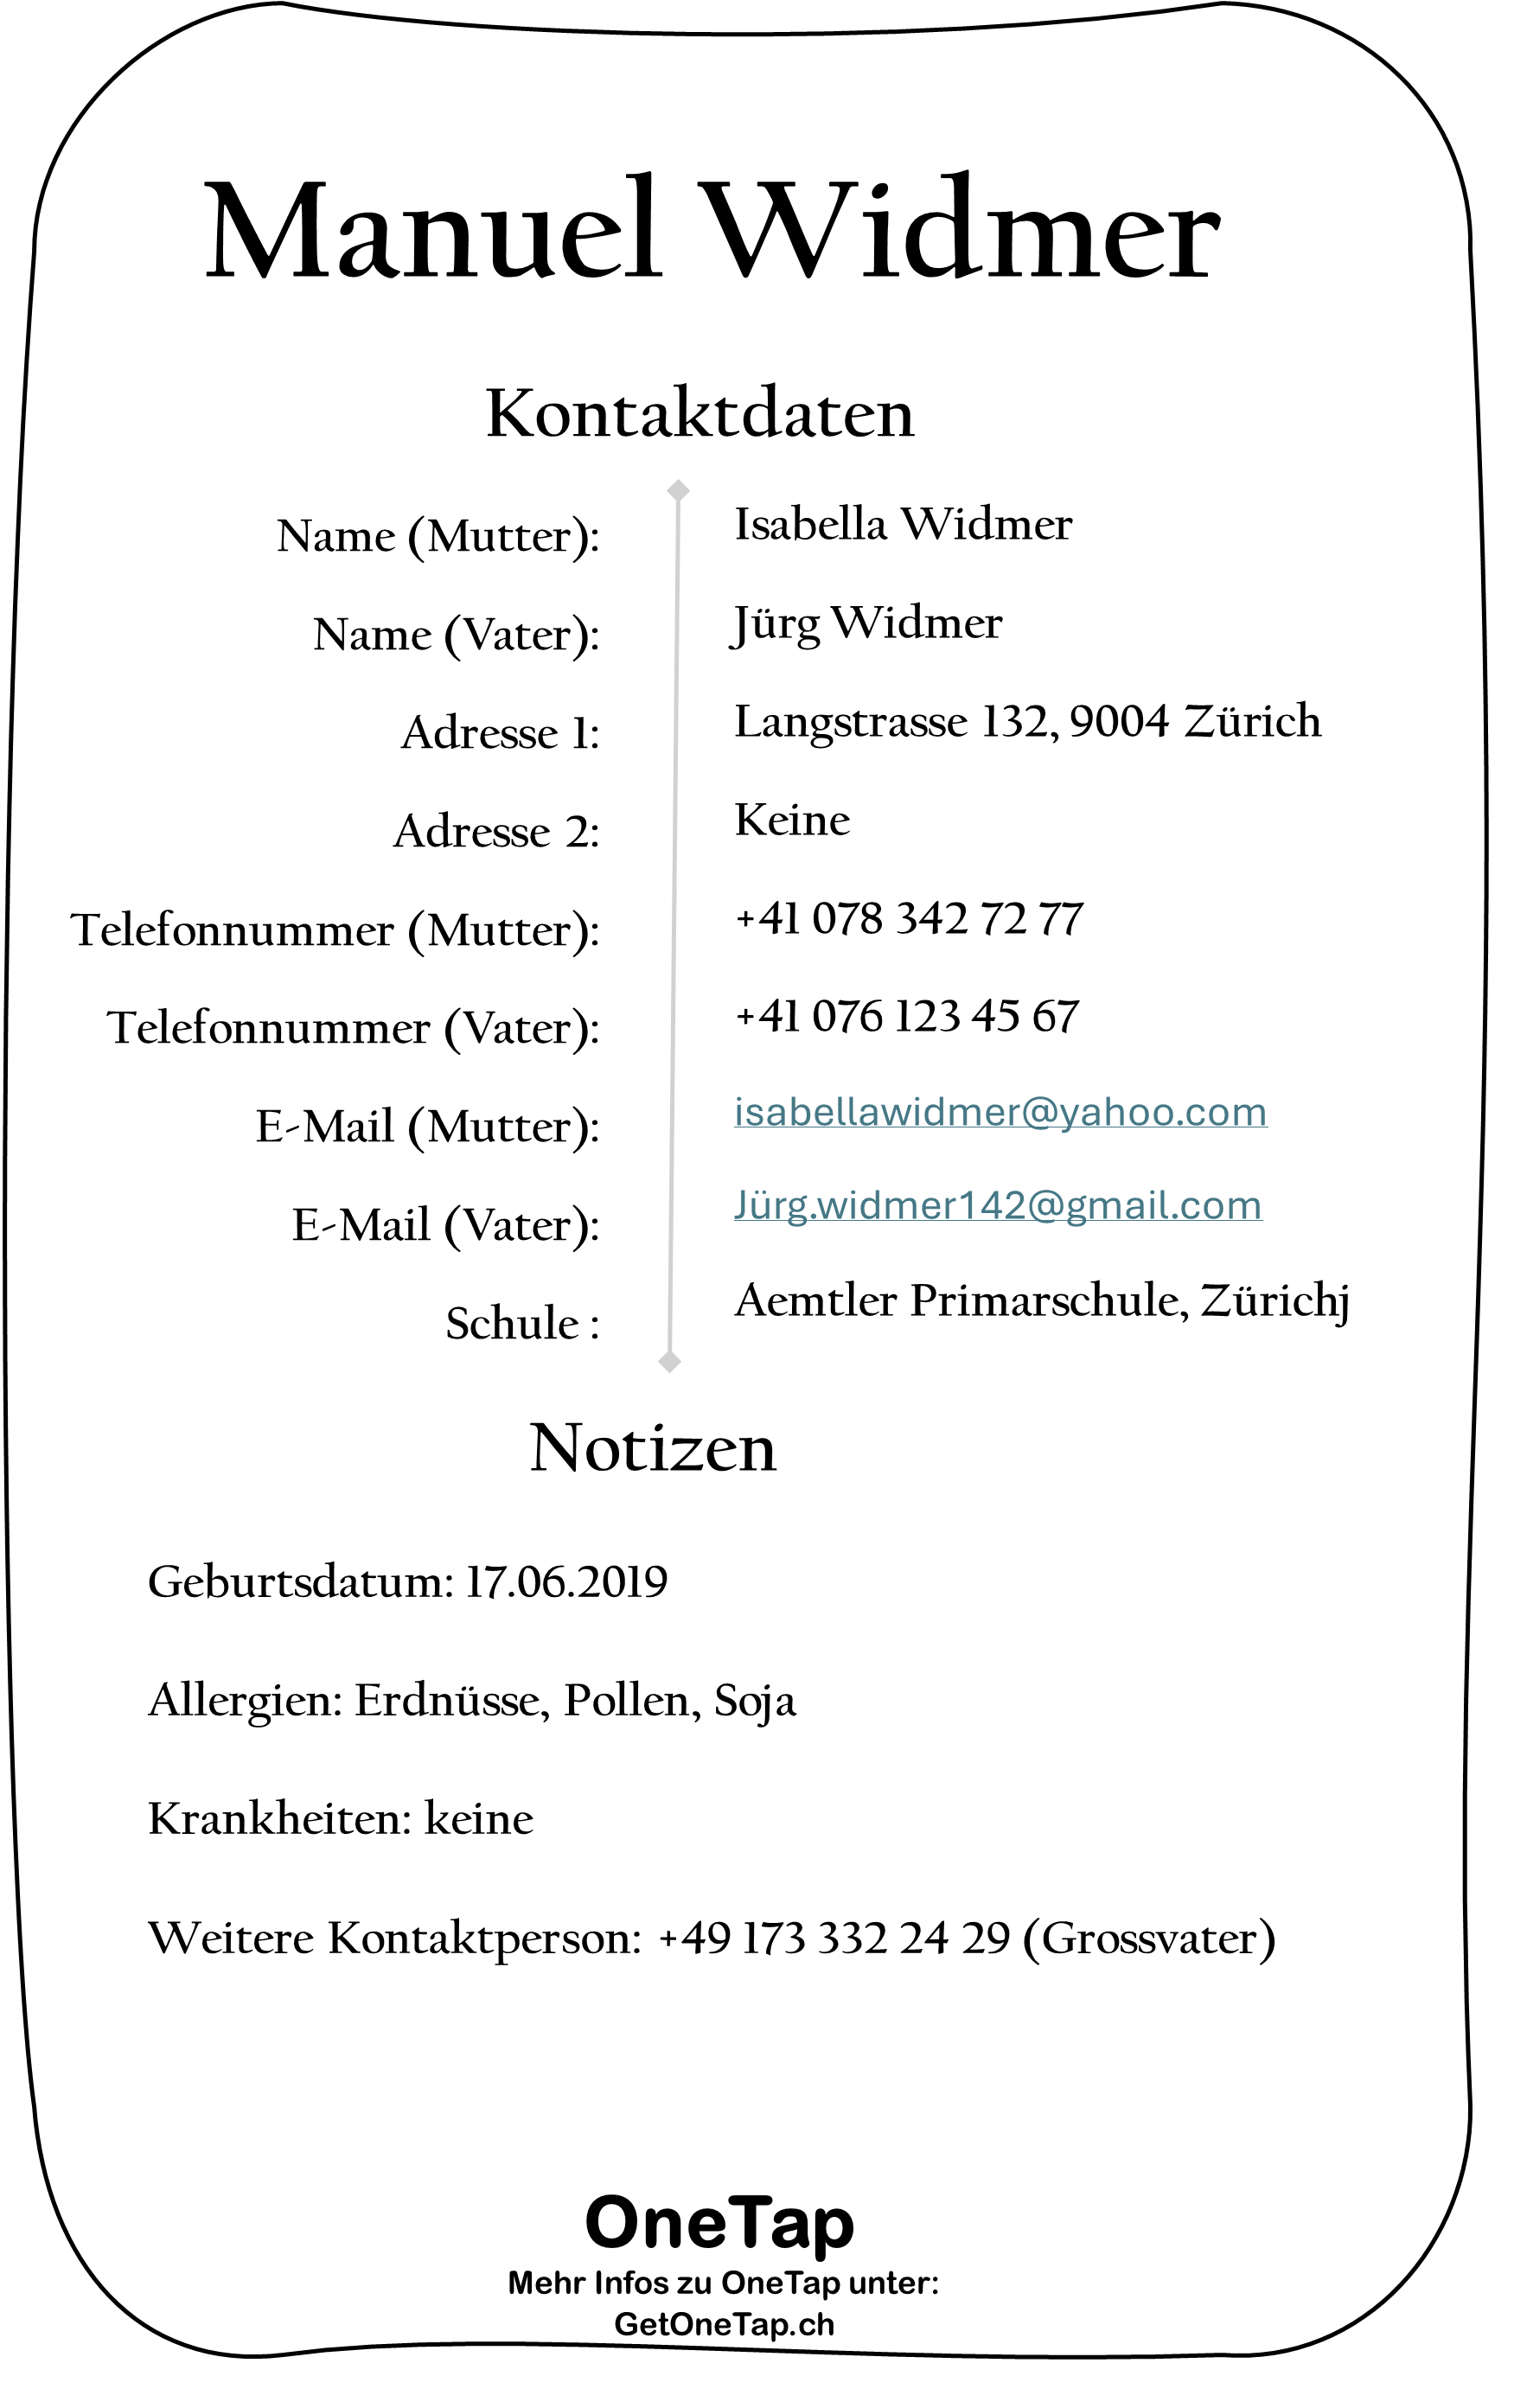 Manuel Widmer
Kontaktdaten
Name (Mutter): Isabella Widmer
Name (Vater): Jürg Widmer
Adresse 1: Langstrasse 132, 9004 Zürich
Adresse 2: Keine
Telefonnummer (Mutter): +41 078 342 72 77
Telefonnummer (Vater): +41 076 123 45 67
E-Mail (Mutter): isabellawidmer@yahoo.com
E-Mail (Vater): Jürg.widmer142@gmail.com
Schule : Aemtler Primarschule, Zürichj
Notizen
Geburtsdatum: 17.06.2019
Allergien: Erdnüsse, Pollen, Soja
Krankheiten: keine
Weitere Kontaktperson: +49 173 332 24 29 (Grossvater)
OneTap
Mehr Infos zu OneTap unter:
GetOneTap.ch